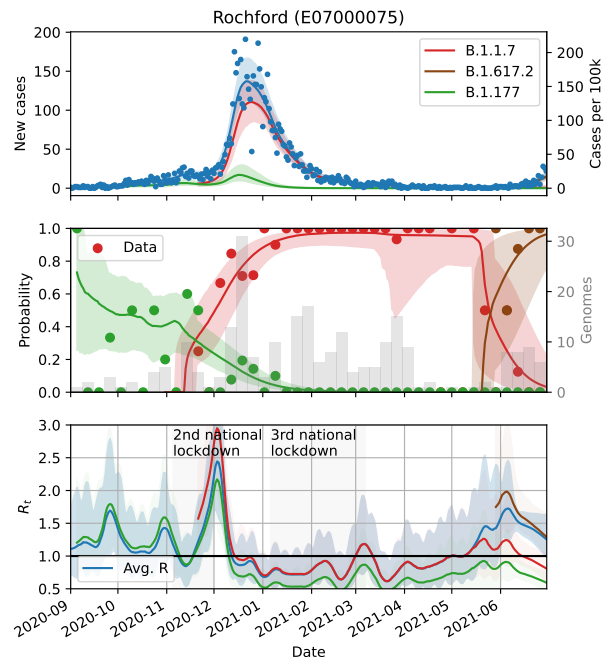 Rochford (E07000075)
200
150
100
50
0
New cases
200
150
100
50
0
Cases per 100k
B.1.1.7
B.1.617.2
B.1.177
1.0
0.8
0.6
0.4
0.2
0.0
Probability
Data
30
20
10
0
Genomes
3.0
2.5
2.0
1.5
1.0
0.5
Rt
2nd national
lockdown
3rd national
lockdown
Avg. R
2020-09
2020-10
2020-11
2020-12
2021-01
2021-02
2021-03
2021-04
2021-05
2021-06
Date